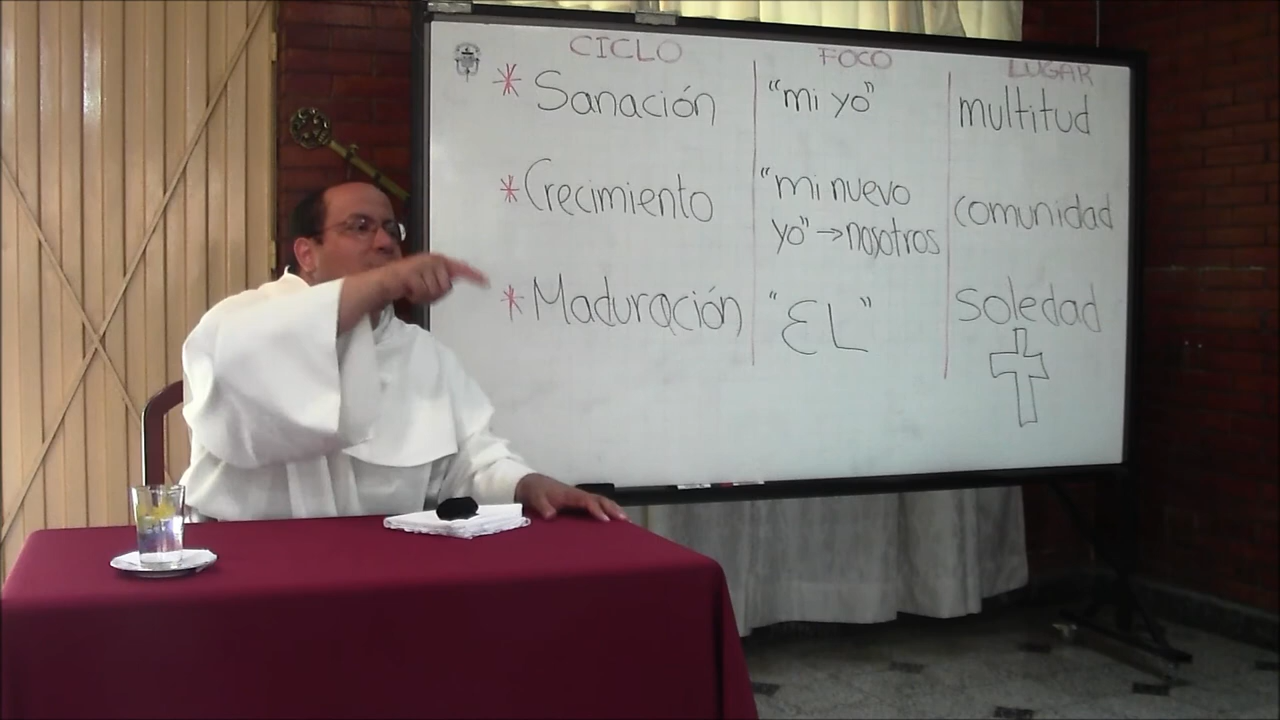 CICLO FOCO LUGAR
* Sanación "mi yo" multitud
* Crecimiento "mi nuevo comunidad
yo" → nosotros
* Maduración "EL" soledad